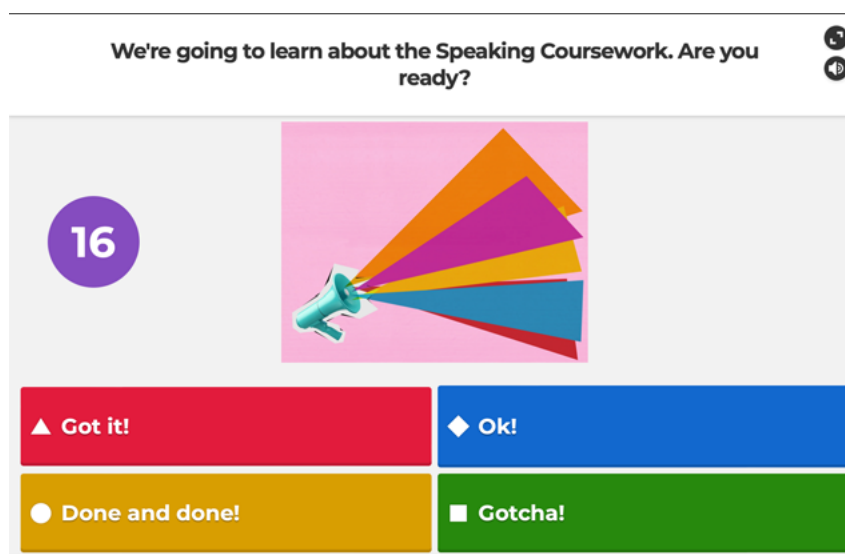 We're going to learn about the Speaking Coursework. Are you
ready?
16
Got it!
Ok!
Done and done!
Gotcha!